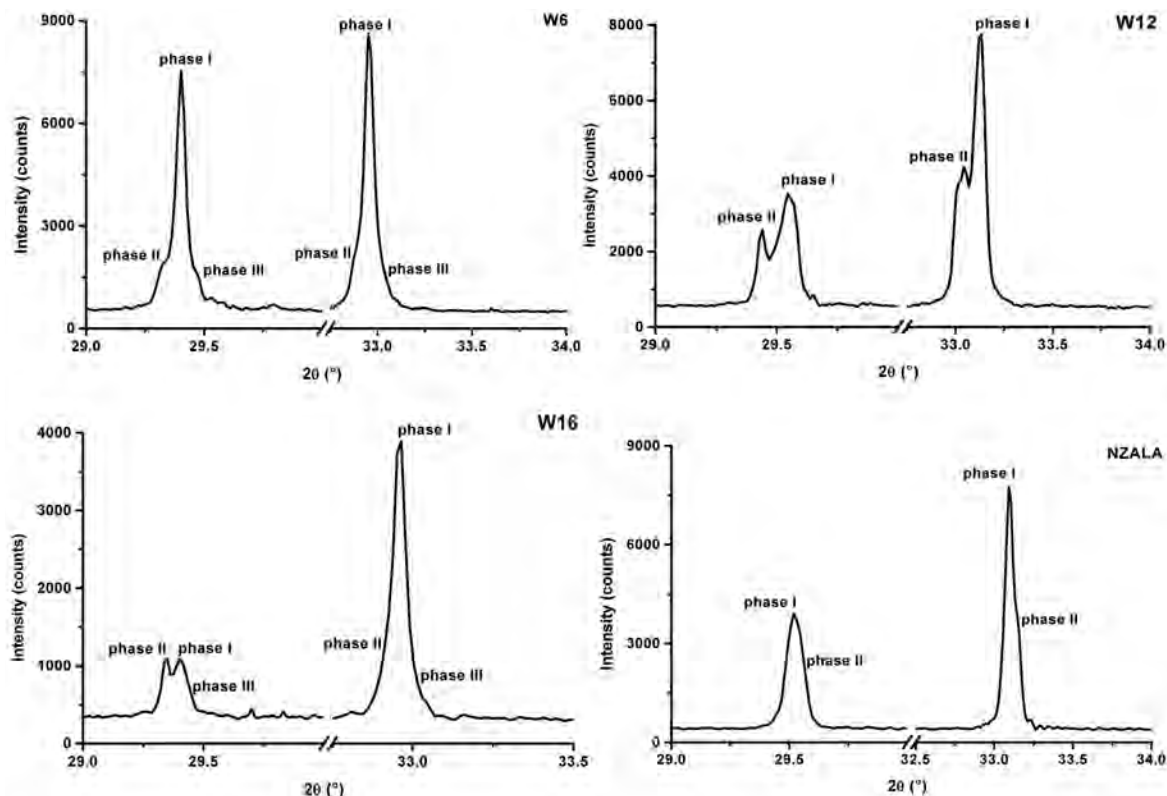 W6
9000
6000
3000
0
Intensity (counts)
phase I
phase I
phase II
phase III
phase II
phase III
29.0
29.5
33.0
33.5
34.0
2θ (°)
W12
8000
6000
4000
2000
0
Intensity (counts)
phase I
phase II
phase I
phase II
29.0
29.5
33.0
33.5
34.0
2θ (°)
W16
4000
3000
2000
1000
0
Intensity (counts)
phase I
phase II
phase I
phase III
phase II
phase III
29.0
29.5
33.0
33.5
2θ (°)
NZALA
9000
6000
3000
0
Intensity (counts)
phase I
phase I
phase II
phase II
29.0
29.5
32.5
33.0
33.5
34.0
2θ (°)